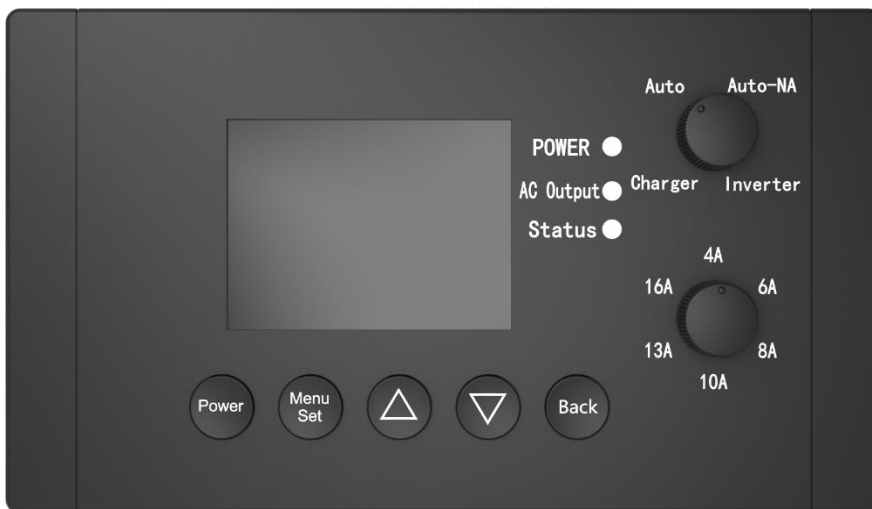 Auto
Auto-NA
POWER
AC Output
Charger
Inverter
Status
4A
16A
6A
13A
8A
10A
Power
Menu
Set
Back